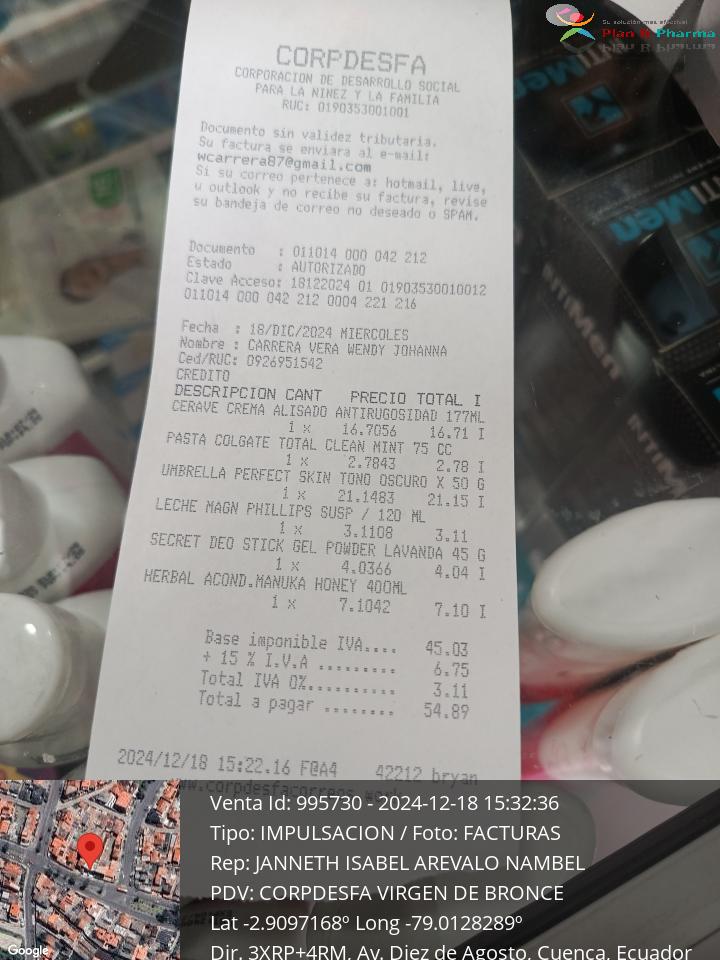 Su solución más efectiva!
Plan B Pharma
CORPDESFA
CORPORACION DE DESARROLLO SOCIAL
PARA LA NINEZ Y LA FAMILIA
RUC: 0190353001001
Documento sin validez tributaria.
Su factura se enviara al e-mail:
wcarrera87@gmail.com
Si su correo pertenece a: hotmail, live,
u outlook y no recibe su factura, revise
su bandeja de correo no deseado o SPAM.
Documento : 011014 000 042 212
Estado : AUTORIZADO
Clave Acceso: 18122024 01 01903530010012
011014 000 042 212 0004 221 216
Fecha : 18/DIC/2024 MIERCOLES
Nombre : CARRERA VERA WENDY JOHANNA
Ced/RUC: 0926951542
CREDITO
DESCRIPCION CANT PRECIO TOTAL I
CERAVE CREMA ALISADO ANTIRUGOSIDAD 177ML
1 x 16.7056 16.71 I
PASTA COLGATE TOTAL CLEAN MINT 75 CC
1 x 2.7843 2.78 I
UMBRELLA PERFECT SKIN TONO OSCURO X 50 G
1 x 21.1483 21.15 I
LECHE MAGN PHILLIPS SUSP / 120 ML
1 x 3.1108 3.11
SECRET DEO STICK GEL POWDER LAVANDA 45 G
1 x 4.0366 4.04 I
HERBAL ACOND.MANUKA HONEY 400ML
1 x 7.1042 7.10 I
Base imponible IVA.... 45.03
+ 15 % I.V.A ......... 6.75
Total IVA 0%.......... 3.11
Total a pagar ........ 54.89
2024/12/18 15:22.16 F@A4 42212 bryan
INTIMen
INTIMen
Venta Id: 995730 - 2024-12-18 15:32:36
Tipo: IMPULSACION / Foto: FACTURAS
Rep: JANNETH ISABEL AREVALO NAMBEL
PDV: CORPDESFA VIRGEN DE BRONCE
Lat -2.9097168º Long -79.0128289º
Dir. 3XRP+4RM, Av. Diez de Agosto, Cuenca, Ecuador
Google